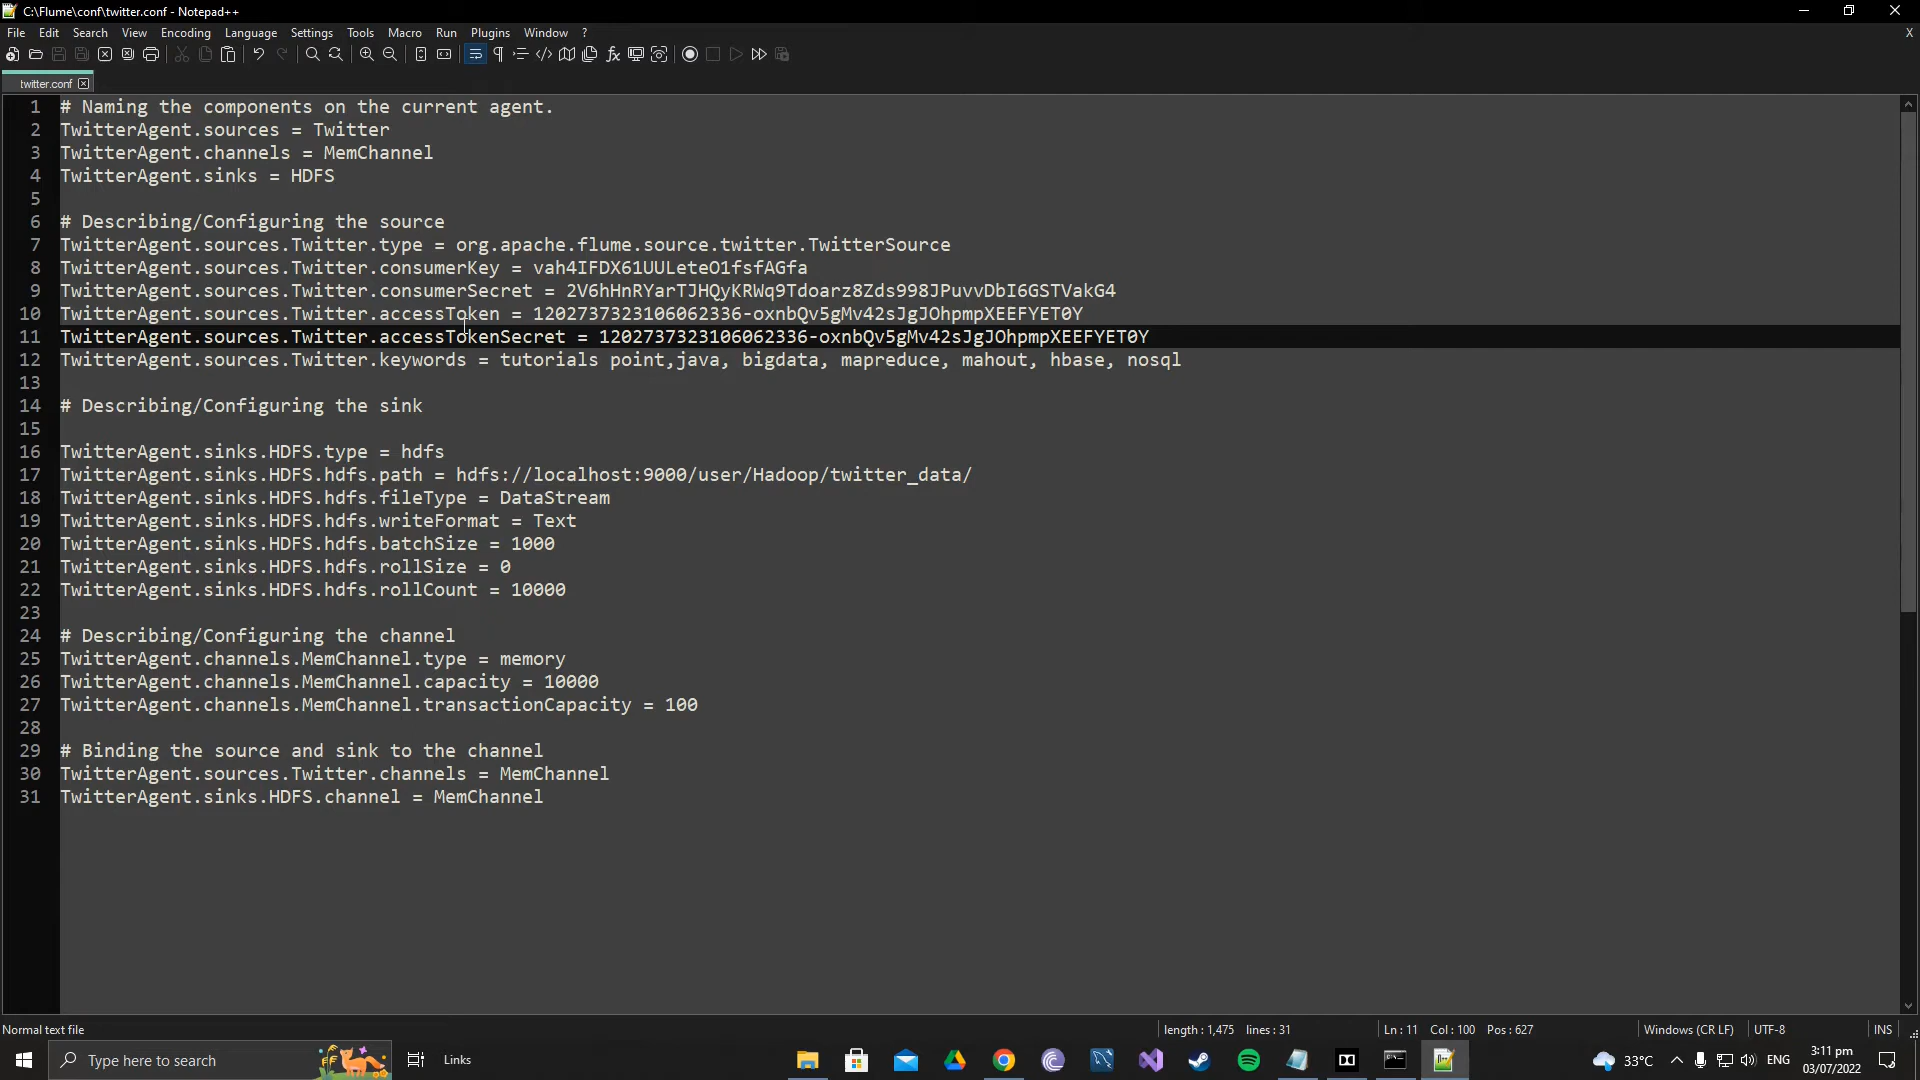 C:\Flume\conf\twitter.conf - Notepad++
File Edit Search View Encoding Language Settings Tools Macro Run Plugins Window ? X
twitter.conf
1 # Naming the components on the current agent.
2 TwitterAgent.sources = Twitter
3 TwitterAgent.channels = MemChannel
4 TwitterAgent.sinks = HDFS
5
6 # Describing/Configuring the source
7 TwitterAgent.sources.Twitter.type = org.apache.flume.source.twitter.TwitterSource
8 TwitterAgent.sources.Twitter.consumerKey = vah4IFDX61UULeteO1fsfAGfa
9 TwitterAgent.sources.Twitter.consumerSecret = 2V6hHnRYarTJHQyKRWq9Tdoarz8Zds998JPuvvDbI6GSTVakG4
10 TwitterAgent.sources.Twitter.accessToken = 1202737323106062336-oxnbQv5gMv42sJgJOhpmpXEEFYET0Y
11 TwitterAgent.sources.Twitter.accessTokenSecret = 1202737323106062336-oxnbQv5gMv42sJgJOhpmpXEEFYET0Y
12 TwitterAgent.sources.Twitter.keywords = tutorials point,java, bigdata, mapreduce, mahout, hbase, nosql
13
14 # Describing/Configuring the sink
15
16 TwitterAgent.sinks.HDFS.type = hdfs
17 TwitterAgent.sinks.HDFS.hdfs.path = hdfs://localhost:9000/user/Hadoop/twitter_data/
18 TwitterAgent.sinks.HDFS.hdfs.fileType = DataStream
19 TwitterAgent.sinks.HDFS.hdfs.writeFormat = Text
20 TwitterAgent.sinks.HDFS.hdfs.batchSize = 1000
21 TwitterAgent.sinks.HDFS.hdfs.rollSize = 0
22 TwitterAgent.sinks.HDFS.hdfs.rollCount = 10000
23
24 # Describing/Configuring the channel
25 TwitterAgent.channels.MemChannel.type = memory
26 TwitterAgent.channels.MemChannel.capacity = 10000
27 TwitterAgent.channels.MemChannel.transactionCapacity = 100
28
29 # Binding the source and sink to the channel
30 TwitterAgent.sources.Twitter.channels = MemChannel
31 TwitterAgent.sinks.HDFS.channel = MemChannel
Normal text file length : 1,475 lines : 31 Ln : 11 Col : 100 Pos : 627 Windows (CR LF) UTF-8 INS
Type here to search Links 33°C ENG 3:11 pm
03/07/2022